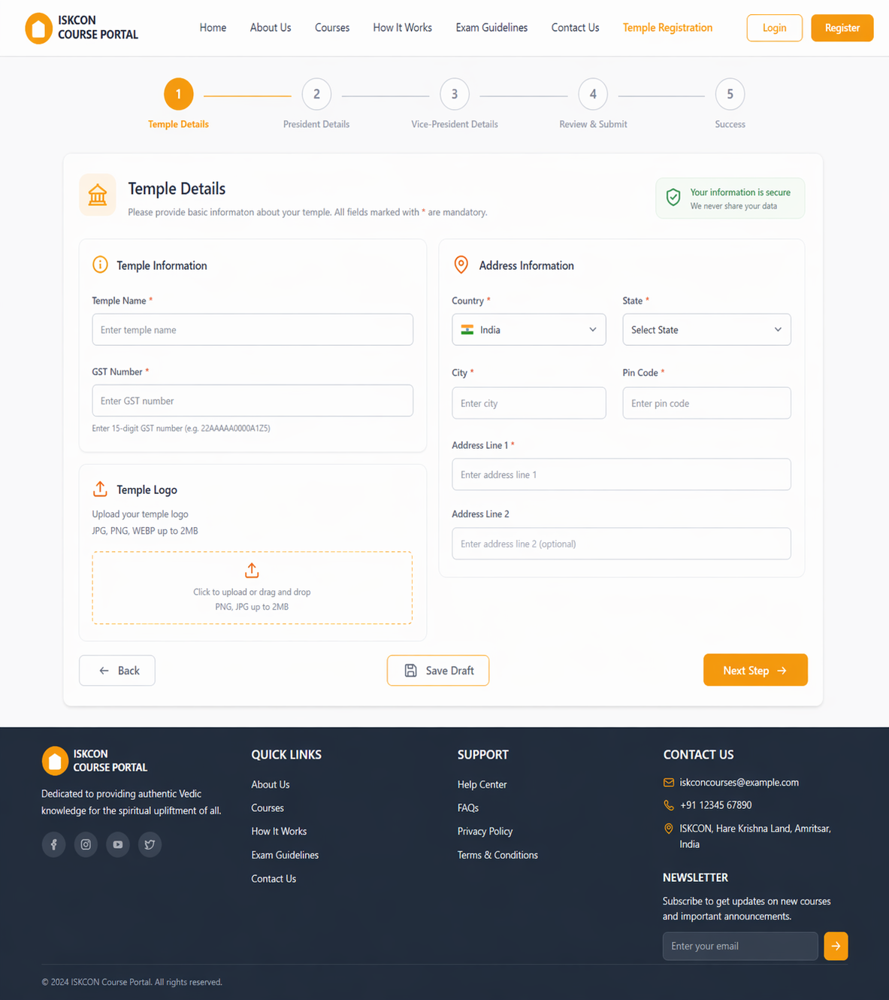 ISKCON
COURSE PORTAL
Home
About Us
Courses
How It Works
Exam Guidelines
Contact Us
Temple Registration
Login
Register
1
2
3
4
5
Temple Details
President Details
Vice-President Details
Review & Submit
Success
Temple Details
Please provide basic informaton about your temple. All fields marked with * are mandatory.
Your information is secure
We never share your data
Temple Information
Temple Name *
Enter temple name
GST Number *
Enter GST number
Enter 15-digit GST number (e.g. 22AAAAA0000A1Z5)
Temple Logo
Upload your temple logo
JPG, PNG, WEBP up to 2MB
Click to upload or drag and drop
PNG, JPG up to 2MB
Address Information
Country *
State *
India
Select State
City *
Pin Code *
Enter city
Enter pin code
Address Line 1 *
Enter address line 1
Address Line 2
Enter address line 2 (optional)
Back
Save Draft
Next Step
ISKCON
COURSE PORTAL
Dedicated to providing authentic Vedic
knowledge for the spiritual upliftment of all.
QUICK LINKS
About Us
Courses
How It Works
Exam Guidelines
Contact Us
SUPPORT
Help Center
FAQs
Privacy Policy
Terms & Conditions
CONTACT US
iskconcourses@example.com
+91 12345 67890
ISKCON, Hare Krishna Land, Amritsar,
India
NEWSLETTER
Subscribe to get updates on new courses
and important announcements.
Enter your email
© 2024 ISKCON Course Portal. All rights reserved.